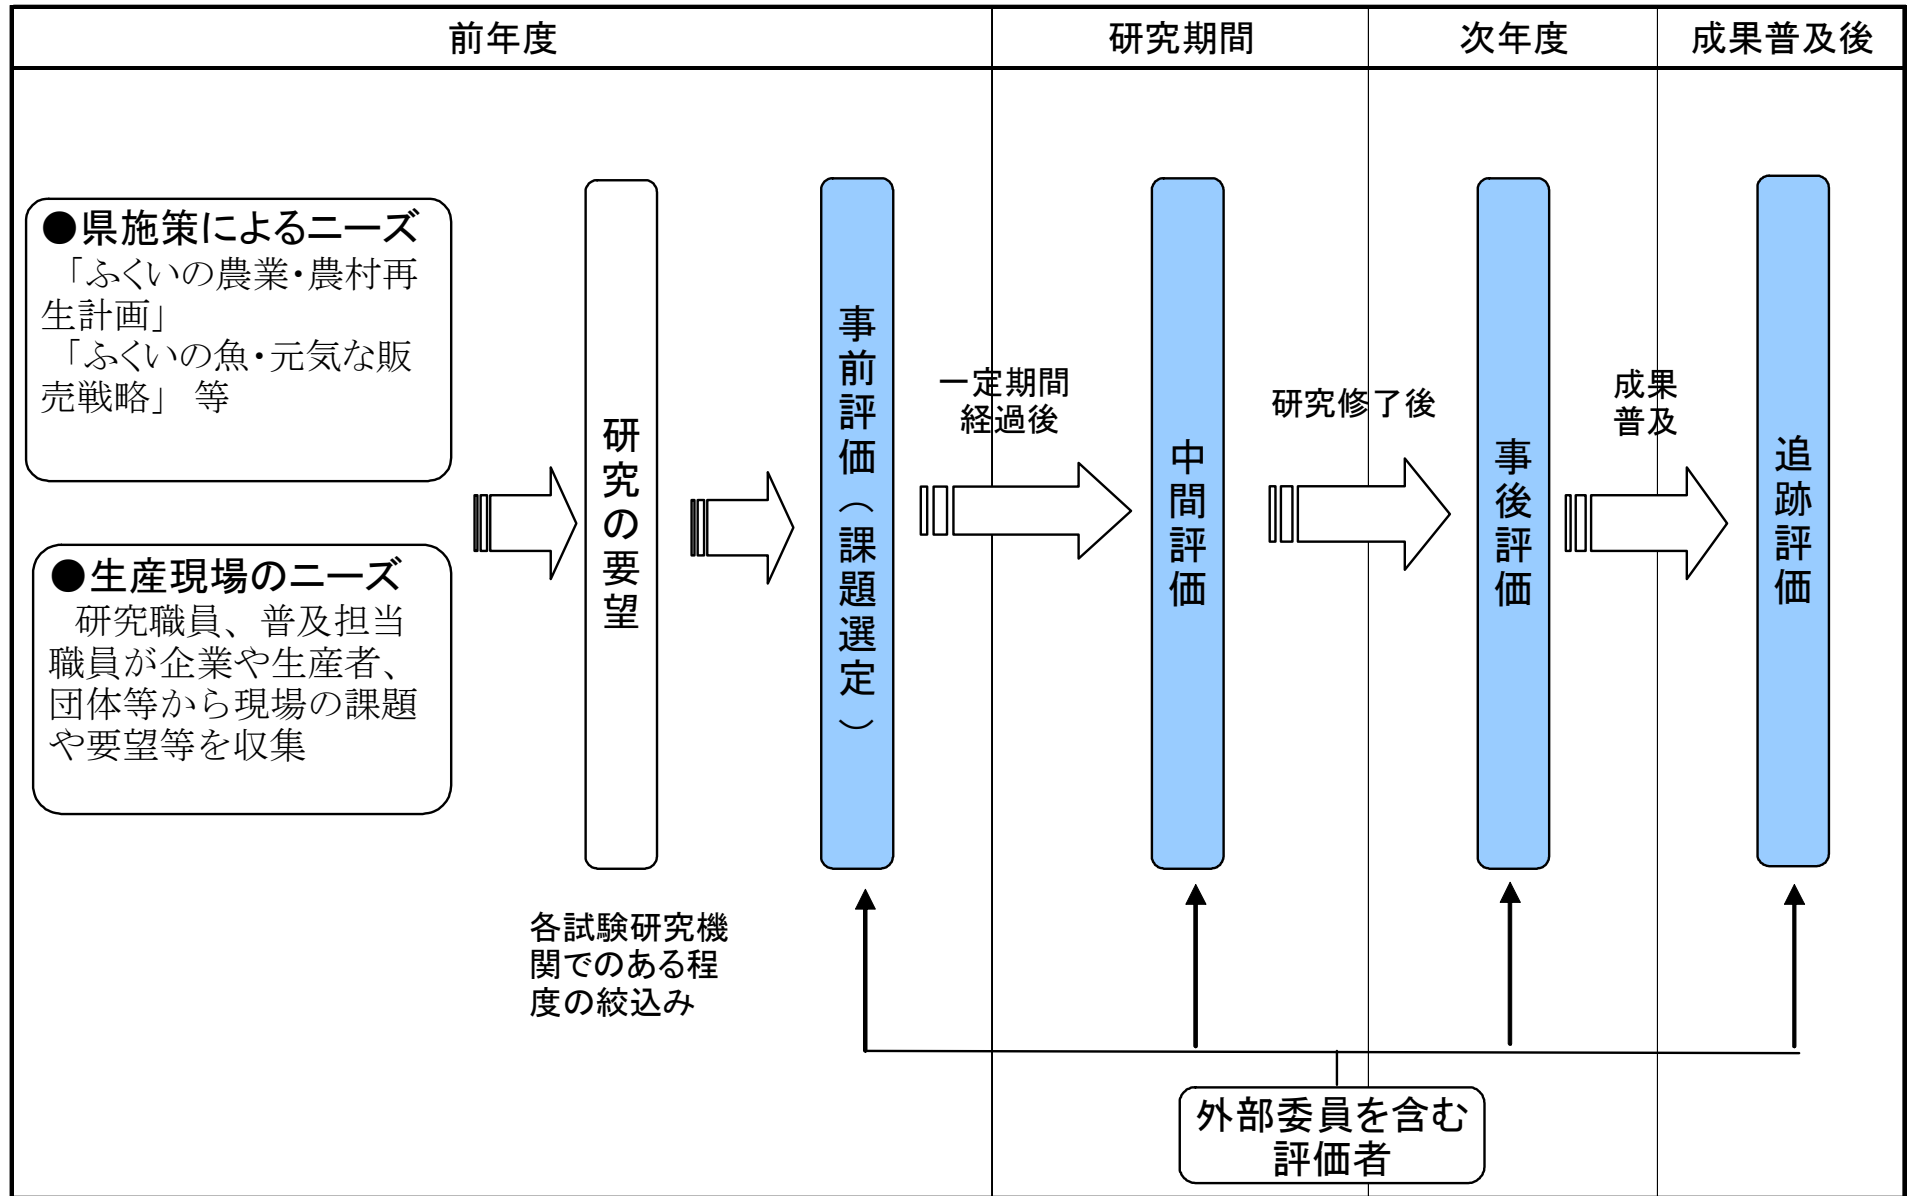 前年度
研究期間
次年度
成果普及後
●県施策によるニーズ
「ふくいの農業・農村再
生計画」
「ふくいの魚・元気な販
売戦略」 等
●生産現場のニーズ
研究職員、普及担当
職員が企業や生産者、
団体等から現場の課題
や要望等を収集
研究の要望
各試験研究機
関でのある程
度の絞込み
事前評価（課題選定）
一定期間
経過後
中間評価
研究修了後
事後評価
成果
普及
追跡評価
外部委員を含む
評価者